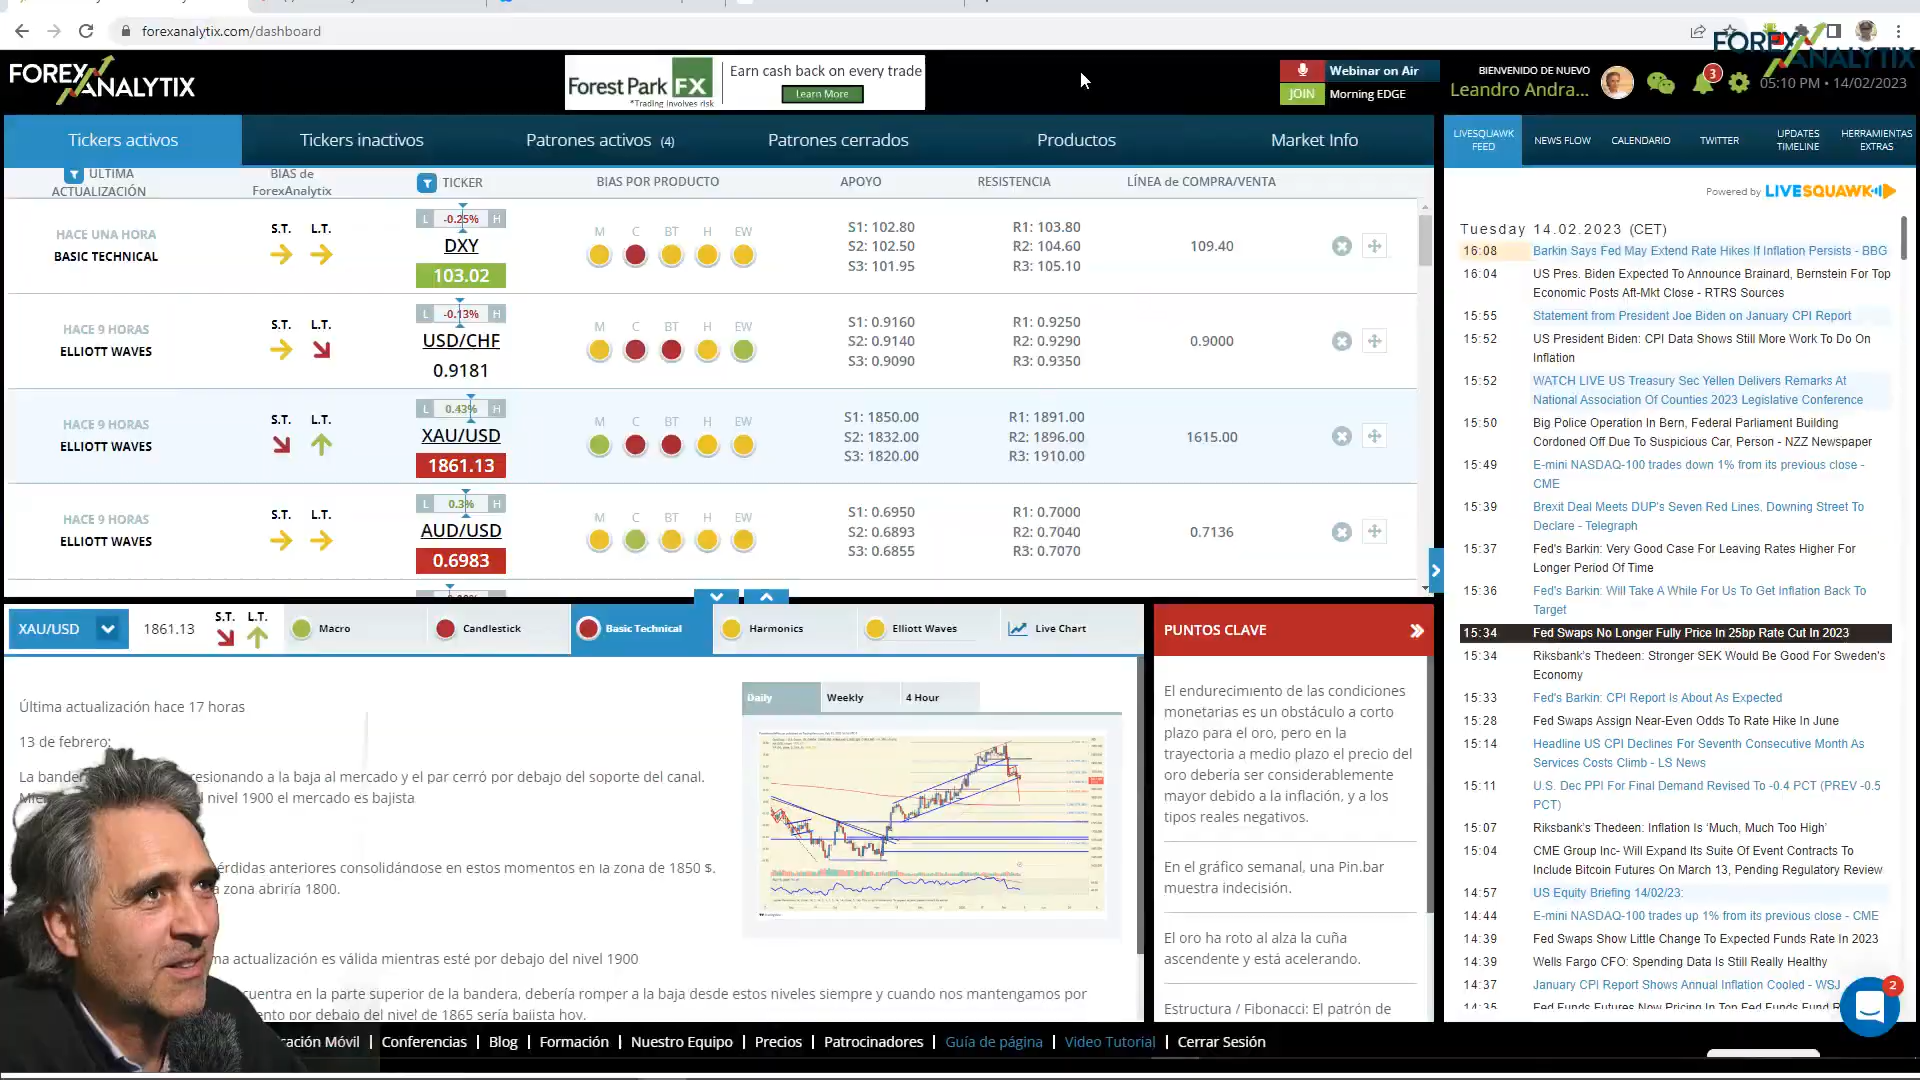 forexanalytix.com/dashboard
FOREX ANALYTIX
FOREX ANALYTIX
Forest Park FX
*Trading involves risk
Earn cash back on every trade
Learn More
Webinar on Air
JOIN Morning EDGE
BIENVENIDO DE NUEVO
Leandro Andra...
3
05:10 PM • 14/02/2023
Tickers activos
Tickers inactivos
Patrones activos (4)
Patrones cerrados
Productos
Market Info
ÚLTIMA ACTUALIZACIÓN
BIAS de ForexAnalytix
TICKER
BIAS POR PRODUCTO
APOYO
RESISTENCIA
LÍNEA de COMPRA/VENTA
HACE UNA HORA
BASIC TECHNICAL
S.T. L.T.
L -0.25% H
DXY
103.02
M C BT H EW
S1: 102.80
S2: 102.50
S3: 101.95
R1: 103.80
R2: 104.60
R3: 105.10
109.40
HACE 9 HORAS
ELLIOTT WAVES
S.T. L.T.
L -0.13% H
USD/CHF
0.9181
M C BT H EW
S1: 0.9160
S2: 0.9140
S3: 0.9090
R1: 0.9250
R2: 0.9290
R3: 0.9350
0.9000
HACE 9 HORAS
ELLIOTT WAVES
S.T. L.T.
L 0.43% H
XAU/USD
1861.13
M C BT H EW
S1: 1850.00
S2: 1832.00
S3: 1820.00
R1: 1891.00
R2: 1896.00
R3: 1910.00
1615.00
HACE 9 HORAS
ELLIOTT WAVES
S.T. L.T.
L 0.3% H
AUD/USD
0.6983
M C BT H EW
S1: 0.6950
S2: 0.6893
S3: 0.6855
R1: 0.7000
R2: 0.7040
R3: 0.7070
0.7136
XAU/USD
1861.13
S.T. L.T.
Macro
Candlestick
Basic Technical
Harmonics
Elliott Waves
Live Chart
Última actualización hace 17 horas
13 de febrero:
La bander
resionando a la baja al mercado y el par cerró por debajo del soporte del canal.
l nivel 1900 el mercado es bajista
érdidas anteriores consolidándose en estos momentos en la zona de 1850 $.
a zona abriría 1800.
ma actualización es válida mientras esté por debajo del nivel 1900
cuentra en la parte superior de la bandera, debería romper a la baja desde estos niveles siempre y cuando nos mantengamos por
ento por debajo del nivel de 1865 sería bajista hoy.
Daily
Weekly
4 Hour
PUNTOS CLAVE
El endurecimiento de las condiciones
monetarias es un obstáculo a corto
plazo para el oro, pero en la
trayectoria a medio plazo el precio del
oro debería ser considerablemente
mayor debido a la inflación, y a los
tipos reales negativos.
En el gráfico semanal, una Pin.bar
muestra indecisión.
El oro ha roto al alza la cuña
ascendente y está acelerando.
Estructura / Fibonacci: El patrón de
LIVESQUAWK FEED
NEWS FLOW
CALENDARIO
TWITTER
UPDATES TIMELINE
HERRAMIENTAS EXTRAS
Powered by LIVESQUAWK
Tuesday 14.02.2023 (CET)
16:08 Barkin Says Fed May Extend Rate Hikes If Inflation Persists - BBG
16:04 US Pres. Biden Expected To Announce Brainard, Bernstein For Top
Economic Posts Aft-Mkt Close - RTRS Sources
15:55 Statement from President Joe Biden on January CPI Report
15:52 US President Biden: CPI Data Shows Still More Work To Do On
Inflation
15:52 WATCH LIVE US Treasury Sec Yellen Delivers Remarks At
National Association Of Counties 2023 Legislative Conference
15:50 Big Police Operation In Bern, Federal Parliament Building
Cordoned Off Due To Suspicious Car, Person - NZZ Newspaper
15:49 E-mini NASDAQ-100 trades down 1% from its previous close -
CME
15:39 Brexit Deal Meets DUP's Seven Red Lines, Downing Street To
Declare - Telegraph
15:37 Fed's Barkin: Very Good Case For Leaving Rates Higher For
Longer Period Of Time
15:36 Fed's Barkin: Will Take A While For Us To Get Inflation Back To
Target
15:34 Fed Swaps No Longer Fully Price In 25bp Rate Cut In 2023
15:34 Riksbank's Thedeen: Stronger SEK Would Be Good For Sweden's
Economy
15:33 Fed's Barkin: CPI Report Is About As Expected
15:28 Fed Swaps Assign Near-Even Odds To Rate Hike In June
15:14 Headline US CPI Declines For Seventh Consecutive Month As
Services Costs Climb - LS News
15:11 U.S. Dec PPI For Final Demand Revised To -0.4 PCT (PREV -0.5
PCT)
15:07 Riksbank's Thedeen: Inflation Is 'Much, Much Too High'
15:04 CME Group Inc- Will Expand Its Suite Of Event Contracts To
Include Bitcoin Futures On March 13, Pending Regulatory Review
14:57 US Equity Briefing 14/02/23:
14:44 E-mini NASDAQ-100 trades up 1% from its previous close - CME
14:39 Fed Swaps Show Little Change To Expected Funds Rate In 2023
14:39 Wells Fargo CFO: Spending Data Is Still Really Healthy
14:37 January CPI Report Shows Annual Inflation Cooled - WSJ
14:35 Fed Funds Futures Now Pricing In Top Fed Funds Fund R
2
cación Móvil | Conferencias | Blog | Formación | Nuestro Equipo | Precios | Patrocinadores | Guía de página | Video Tutorial | Cerrar Sesión